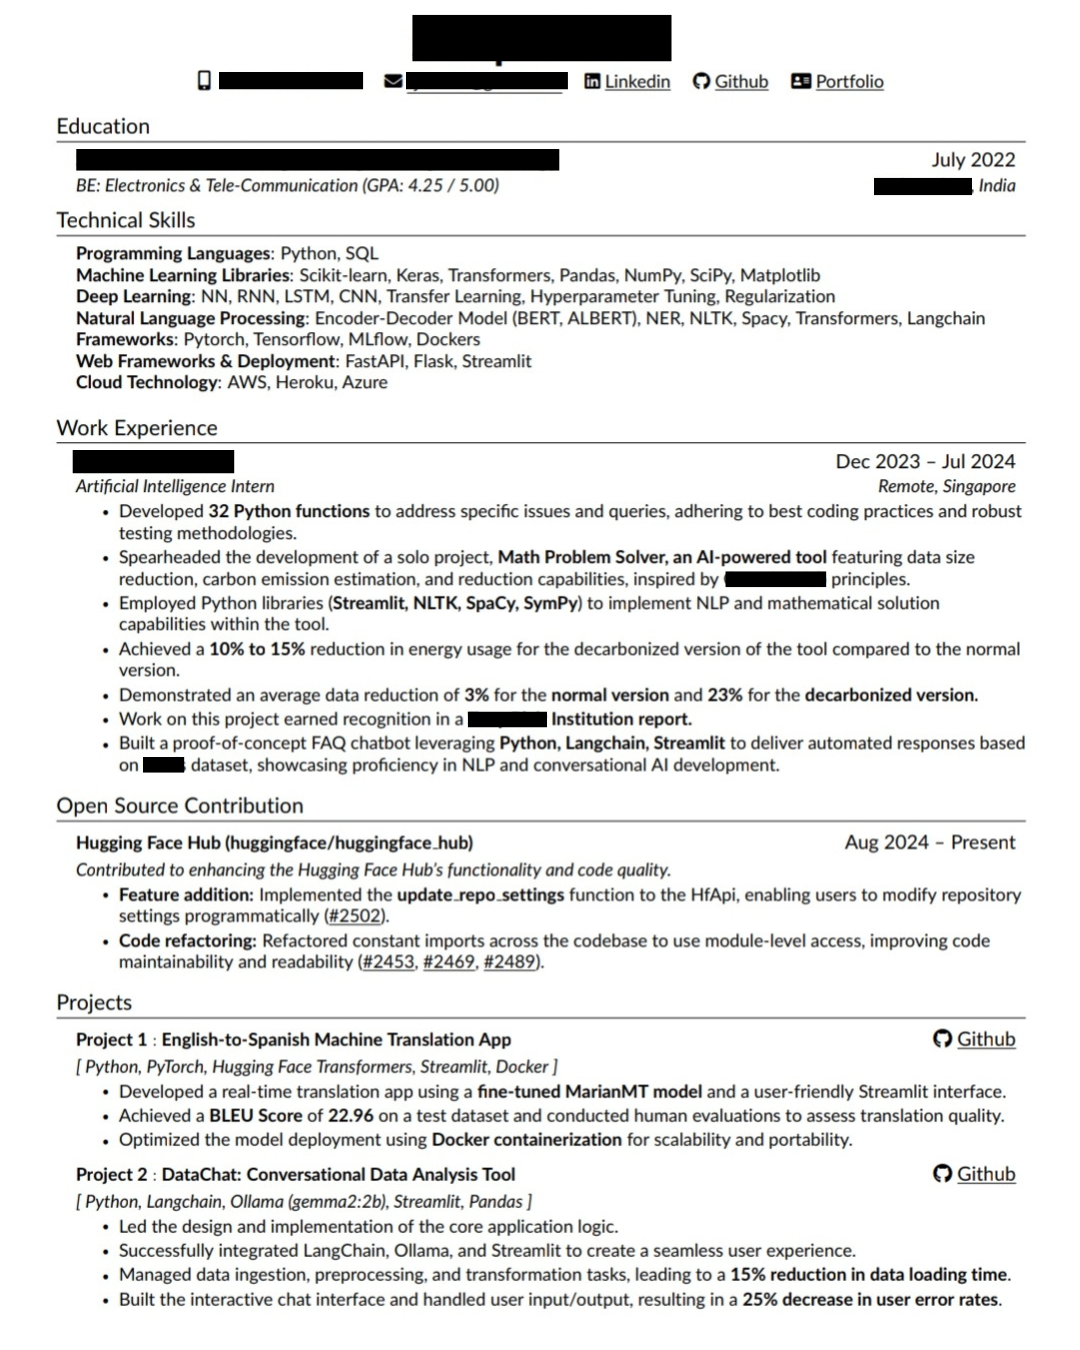 Linkedin Github Portfolio
Education
July 2022
BE: Electronics & Tele-Communication (GPA: 4.25 / 5.00) , India
Technical Skills
Programming Languages: Python, SQL
Machine Learning Libraries: Scikit-learn, Keras, Transformers, Pandas, NumPy, SciPy, Matplotlib
Deep Learning: NN, RNN, LSTM, CNN, Transfer Learning, Hyperparameter Tuning, Regularization
Natural Language Processing: Encoder-Decoder Model (BERT, ALBERT), NER, NLTK, Spacy, Transformers, Langchain
Frameworks: Pytorch, Tensorflow, MLflow, Dockers
Web Frameworks & Deployment: FastAPI, Flask, Streamlit
Cloud Technology: AWS, Heroku, Azure
Work Experience
Dec 2023 – Jul 2024
Artificial Intelligence Intern Remote, Singapore
• Developed 32 Python functions to address specific issues and queries, adhering to best coding practices and robust
testing methodologies.
• Spearheaded the development of a solo project, Math Problem Solver, an AI-powered tool featuring data size
reduction, carbon emission estimation, and reduction capabilities, inspired by principles.
• Employed Python libraries (Streamlit, NLTK, SpaCy, SymPy) to implement NLP and mathematical solution
capabilities within the tool.
• Achieved a 10% to 15% reduction in energy usage for the decarbonized version of the tool compared to the normal
version.
• Demonstrated an average data reduction of 3% for the normal version and 23% for the decarbonized version.
• Work on this project earned recognition in a Institution report.
• Built a proof-of-concept FAQ chatbot leveraging Python, Langchain, Streamlit to deliver automated responses based
on dataset, showcasing proficiency in NLP and conversational AI development.
Open Source Contribution
Hugging Face Hub (huggingface/huggingface_hub) Aug 2024 – Present
Contributed to enhancing the Hugging Face Hub's functionality and code quality.
• Feature addition: Implemented the update_repo_settings function to the HfApi, enabling users to modify repository
settings programmatically (#2502).
• Code refactoring: Refactored constant imports across the codebase to use module-level access, improving code
maintainability and readability (#2453, #2469, #2489).
Projects
Project 1 : English-to-Spanish Machine Translation App Github
[ Python, PyTorch, Hugging Face Transformers, Streamlit, Docker ]
• Developed a real-time translation app using a fine-tuned MarianMT model and a user-friendly Streamlit interface.
• Achieved a BLEU Score of 22.96 on a test dataset and conducted human evaluations to assess translation quality.
• Optimized the model deployment using Docker containerization for scalability and portability.
Project 2 : DataChat: Conversational Data Analysis Tool Github
[ Python, Langchain, Ollama (gemma2:2b), Streamlit, Pandas ]
• Led the design and implementation of the core application logic.
• Successfully integrated LangChain, Ollama, and Streamlit to create a seamless user experience.
• Managed data ingestion, preprocessing, and transformation tasks, leading to a 15% reduction in data loading time.
• Built the interactive chat interface and handled user input/output, resulting in a 25% decrease in user error rates.